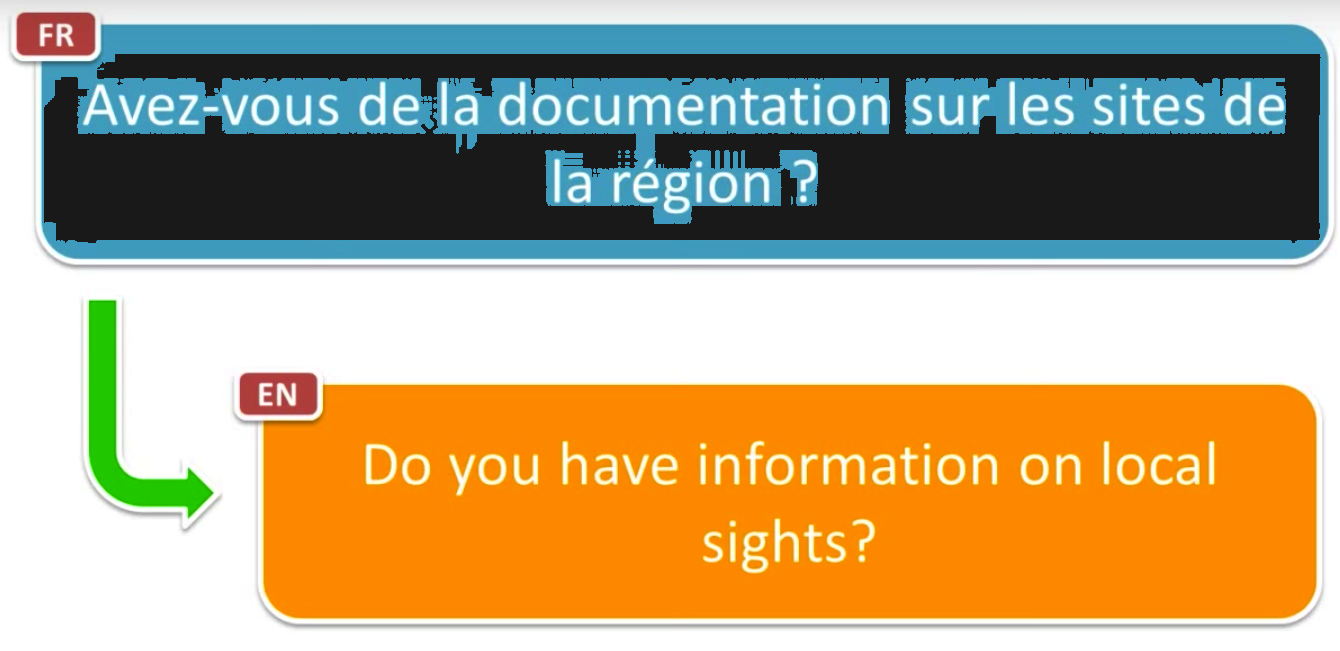 FR
Avez-vous de la documentation sur les sites de
la région ?
EN
Do you have information on local
sights?